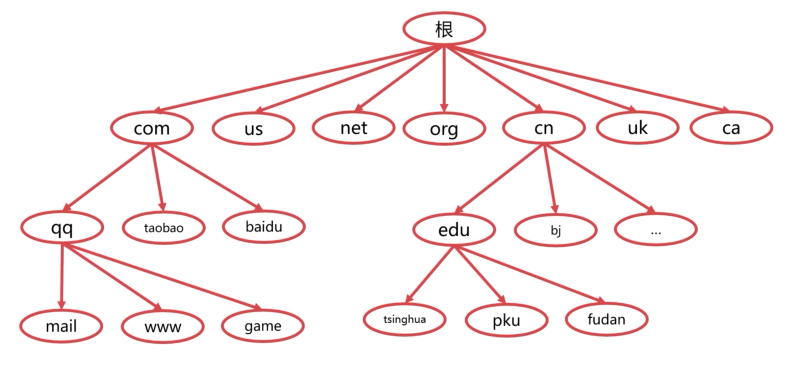 根
com
us
net
org
cn
uk
ca
qq
taobao
baidu
edu
bj
...
mail
www
game
tsinghua
pku
fudan